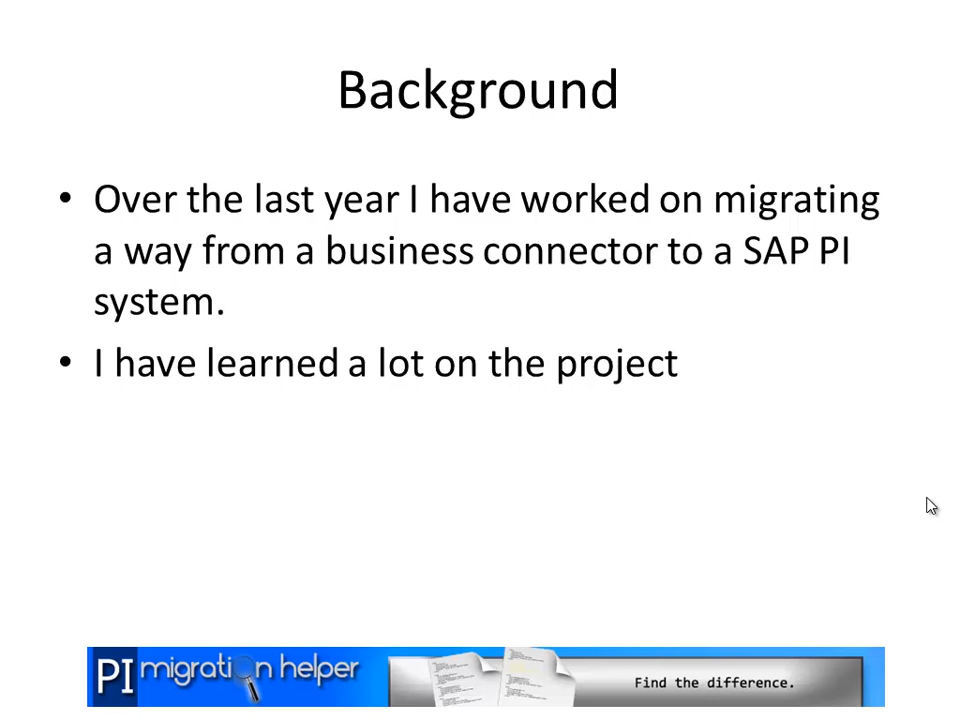 Background
• Over the last year I have worked on migrating
a way from a business connector to a SAP PI
system.
• I have learned a lot on the project
PI migration helper
Find the difference.